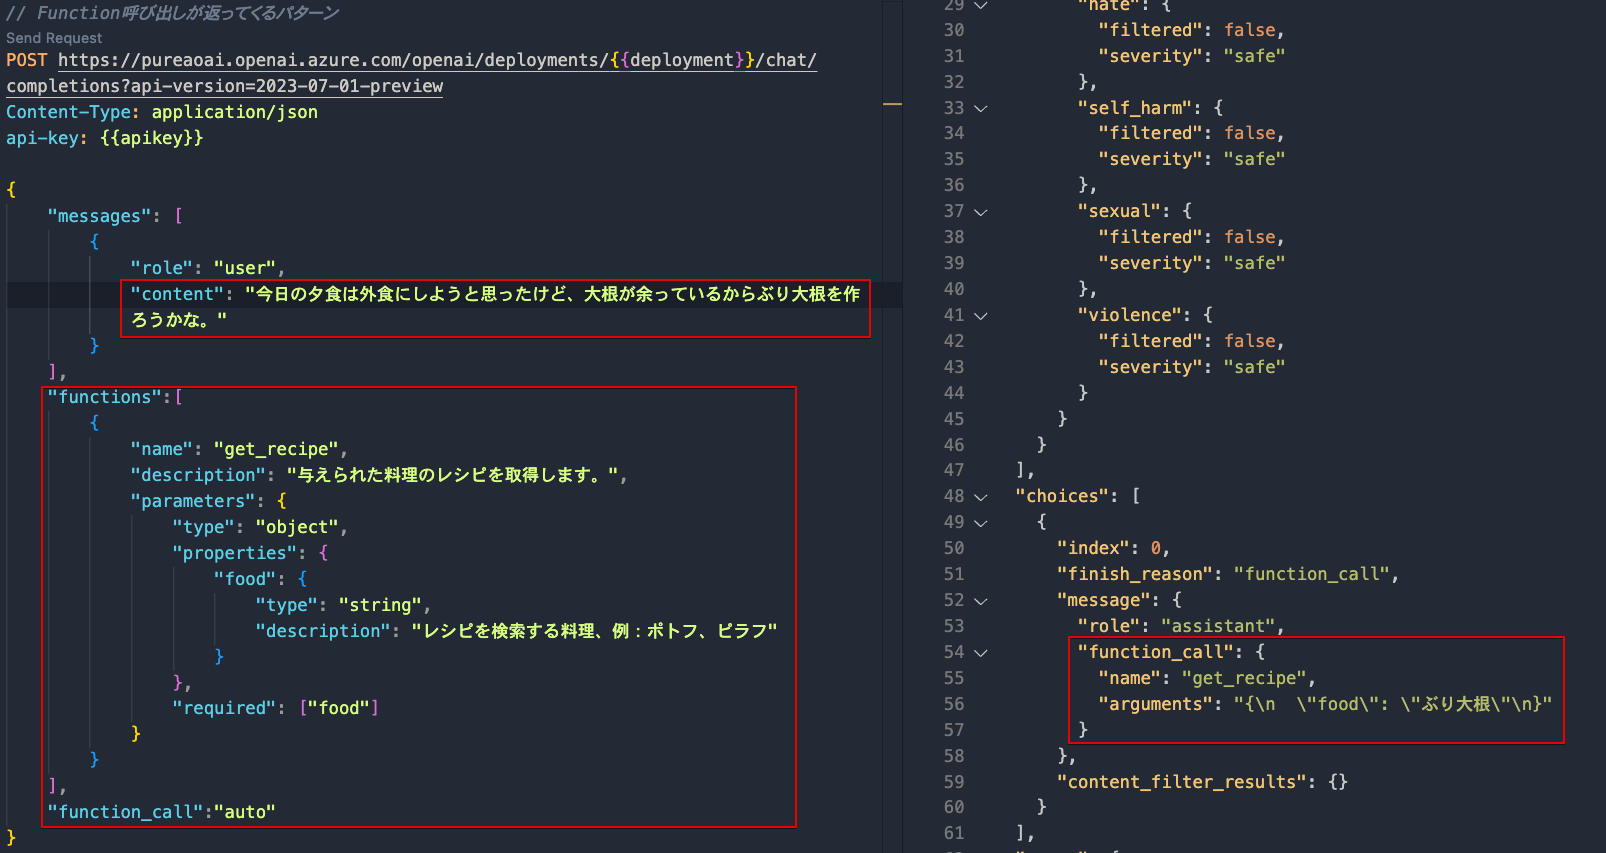 // Function呼び出しが返ってくるパターン
Send Request
POST https://pureaoai.openai.azure.com/openai/deployments/{{deployment}}/chat/
completions?api-version=2023-07-01-preview
Content-Type: application/json
api-key: {{apikey}}
{
"messages": [
{
"role": "user",
"content": "今日の夕食は外食にしようと思ったけど、大根が余っているからぶり大根を作
ろうかな。"
}
],
"functions":[
{
"name": "get_recipe",
"description": "与えられた料理のレシピを取得します。",
"parameters": {
"type": "object",
"properties": {
"food": {
"type": "string",
"description": "レシピを検索する料理、例：ポトフ、ピラフ"
}
},
"required": ["food"]
}
}
],
"function_call":"auto"
}
29 "hate": {
30 "filtered": false,
31 "severity": "safe"
32 },
33 "self_harm": {
34 "filtered": false,
35 "severity": "safe"
36 },
37 "sexual": {
38 "filtered": false,
39 "severity": "safe"
40 },
41 "violence": {
42 "filtered": false,
43 "severity": "safe"
44 }
45 }
46 }
47 ],
48 "choices": [
49 {
50 "index": 0,
51 "finish_reason": "function_call",
52 "message": {
53 "role": "assistant",
54 "function_call": {
55 "name": "get_recipe",
56 "arguments": "{\n  \"food\": \"ぶり大根\"\n}"
57 }
58 },
59 "content_filter_results": {}
60 }
61 ],